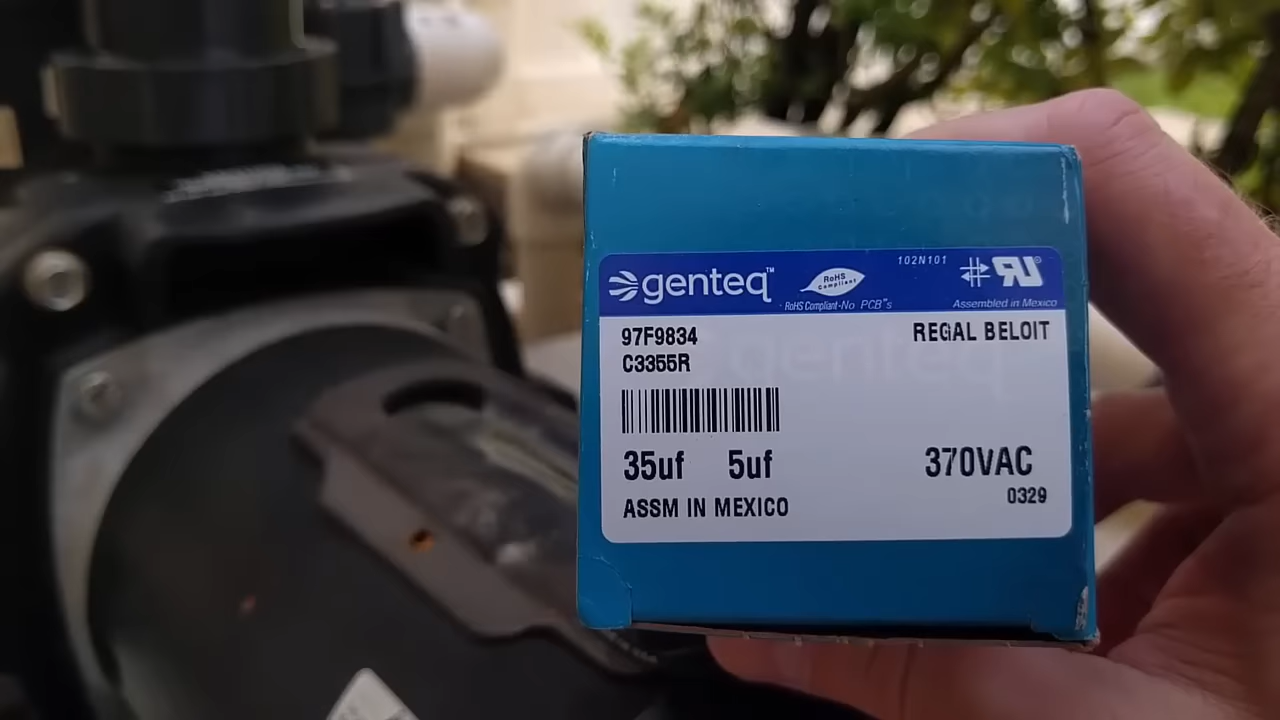 genteq™
RoHS
Compliant
RoHS Compliant-No PCB"s
102N101
Assembled in Mexico
97F9834
C3355R
REGAL BELOIT
35uf 5uf
370VAC
ASSM IN MEXICO
0329